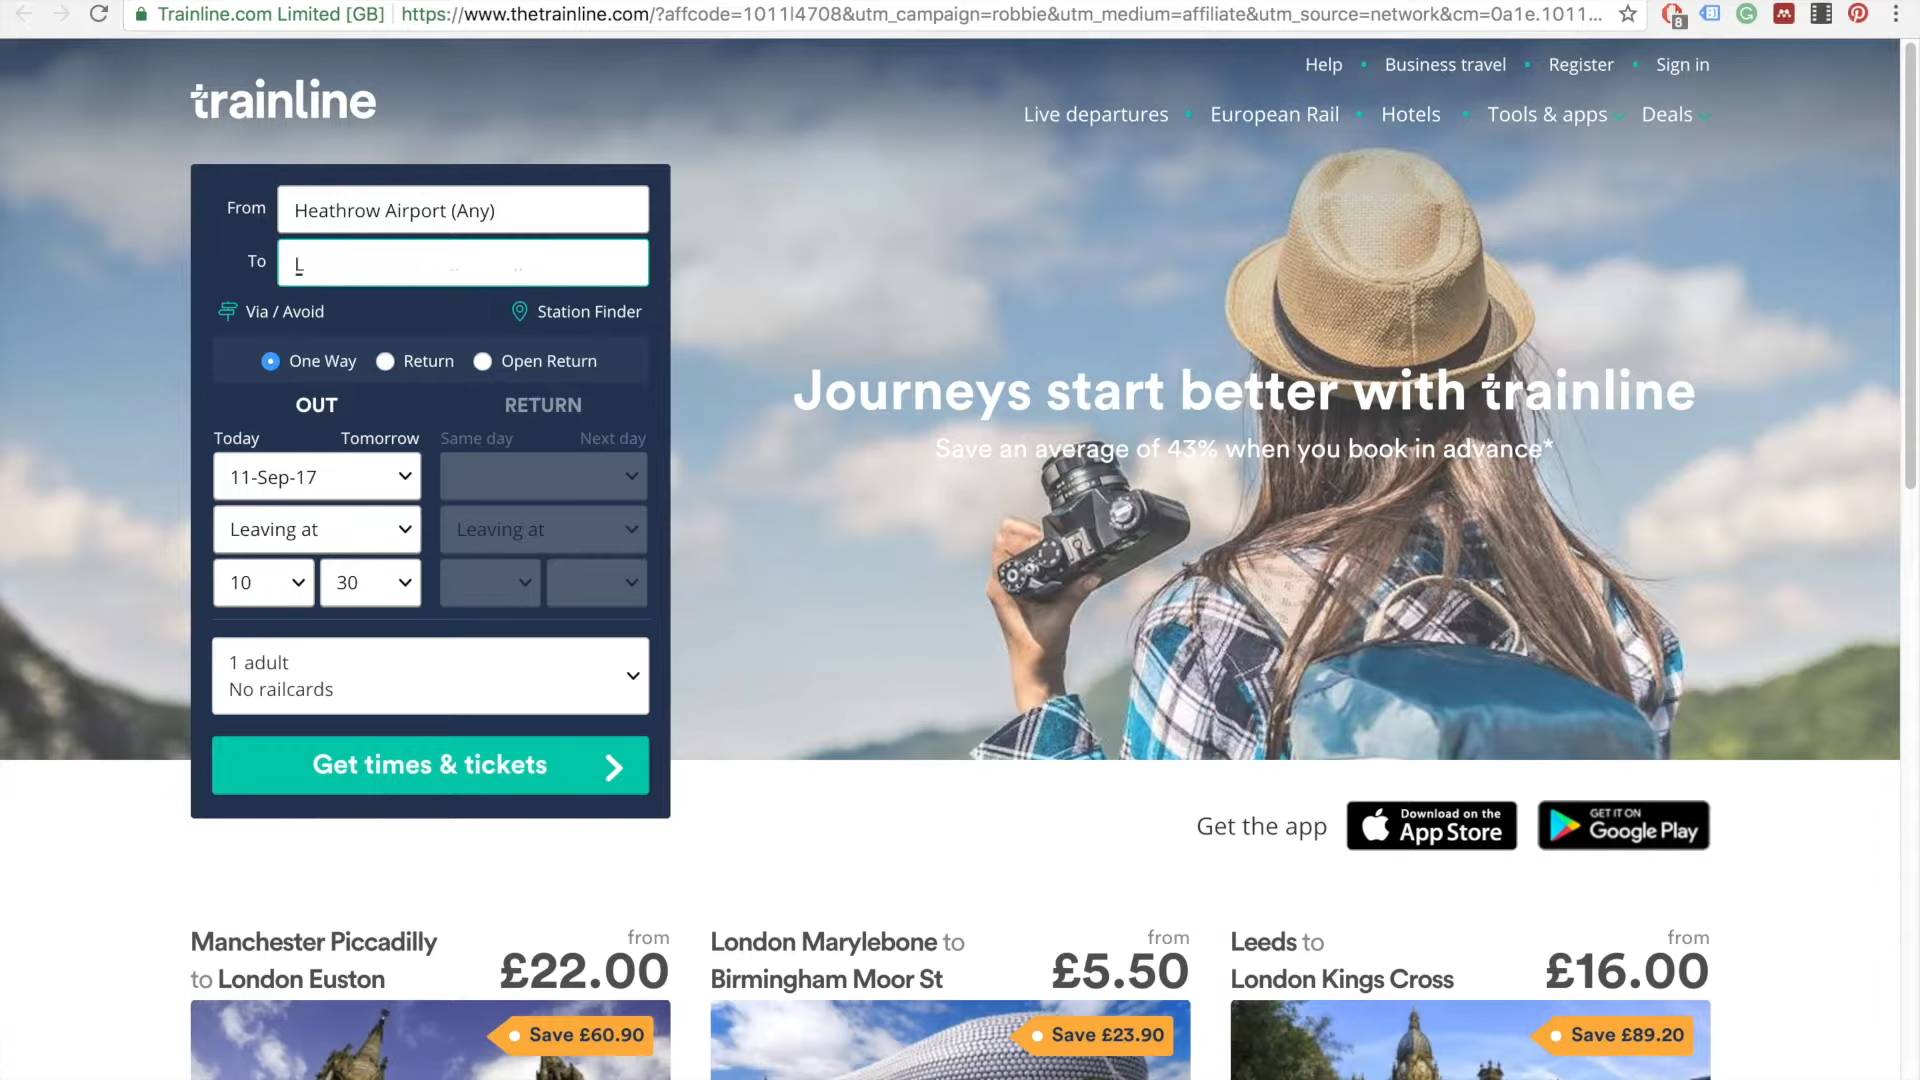 Trainline.com Limited [GB] https://www.thetrainline.com/?affcode=1011l4708&utm_campaign=robbie&utm_medium=affiliate&utm_source=network&cm=0a1e.1011...
8
Help • Business travel • Register • Sign in
trainline
Live departures • European Rail • Hotels • Tools & apps Deals
From Heathrow Airport (Any)
To L
Via / Avoid Station Finder
One Way Return Open Return
OUT RETURN
Today Tomorrow Same day Next day
11-Sep-17
Leaving at Leaving at
10 30
1 adult
No railcards
Get times & tickets
Journeys start better with trainline
Save an average of 43% when you book in advance*
Get the app
Download on the
App Store
GET IT ON
Google Play
Manchester Piccadilly
to London Euston
from
£22.00
Save £60.90
London Marylebone to
Birmingham Moor St
from
£5.50
Save £23.90
Leeds to
London Kings Cross
from
£16.00
Save £89.20